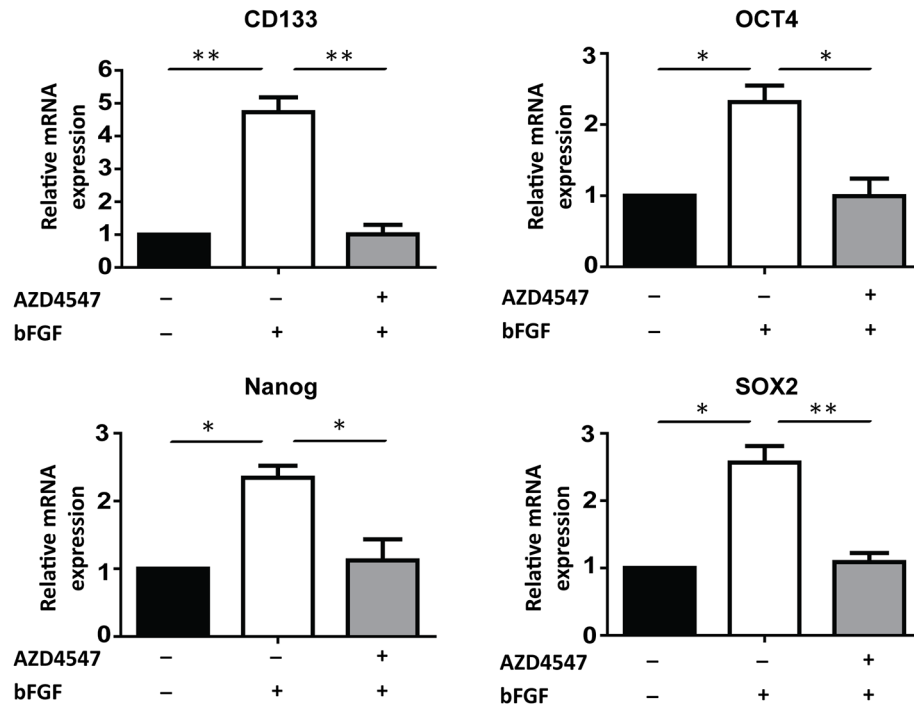 CD133
** **
Relative mRNA
expression
6
5
4
3
2
1
0
AZD4547 – – +
bFGF – + +
OCT4
* *
Relative mRNA
expression
3
2
1
0
AZD4547 – – +
bFGF – + +
Nanog
* *
Relative mRNA
expression
3
2
1
0
AZD4547 – – +
bFGF – + +
SOX2
* **
Relative mRNA
expression
3
2
1
0
AZD4547 – – +
bFGF – + +